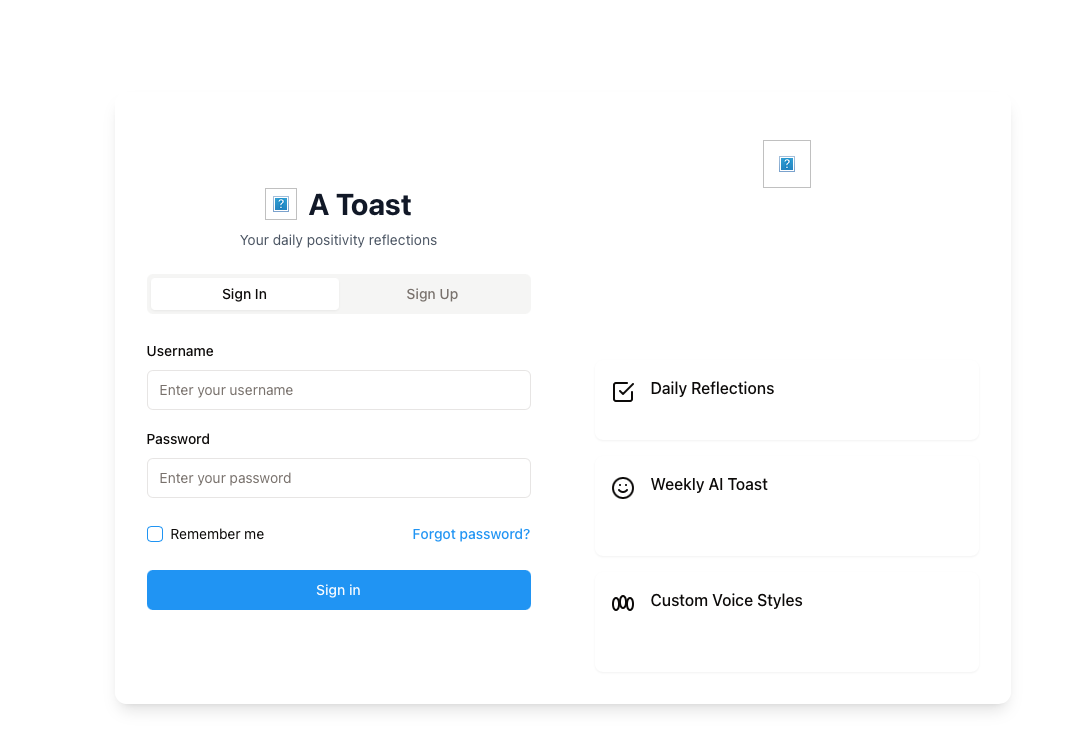 A Toast
Your daily positivity reflections
Sign In
Sign Up
Username
Enter your username
Password
Enter your password
Remember me
Forgot password?
Sign in
Daily Reflections
Weekly AI Toast
Custom Voice Styles